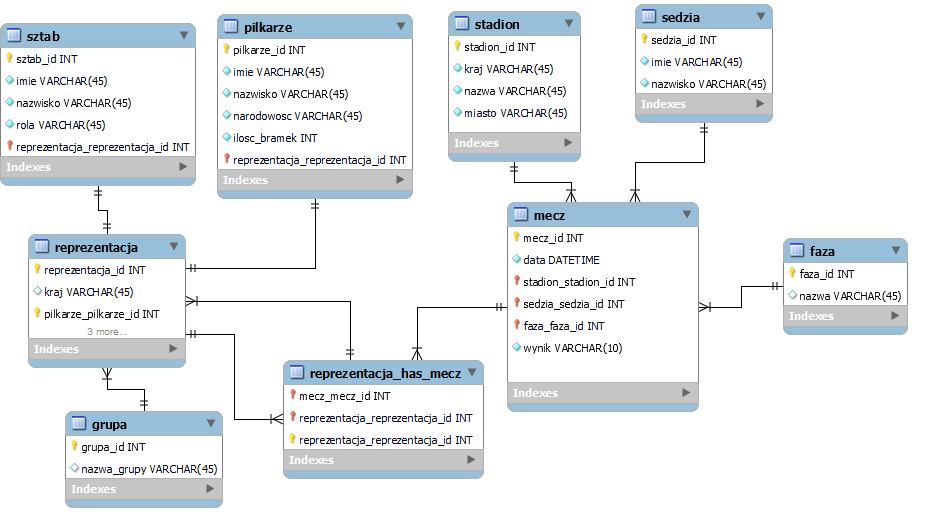 sztab
sztab_id INT
imie VARCHAR(45)
nazwisko VARCHAR(45)
rola VARCHAR(45)
reprezentacja_reprezentacja_id INT
Indexes
pilkarze
pilkarze_id INT
imie VARCHAR(45)
nazwisko VARCHAR(45)
narodowosc VARCHAR(45)
ilosc_bramek INT
reprezentacja_reprezentacja_id INT
Indexes
stadion
stadion_id INT
kraj VARCHAR(45)
nazwa VARCHAR(45)
miasto VARCHAR(45)
Indexes
sedzia
sedzia_id INT
imie VARCHAR(45)
nazwisko VARCHAR(45)
Indexes
reprezentacja
reprezentacja_id INT
kraj VARCHAR(45)
pilkarze_pilkarze_id INT
3 more...
Indexes
mecz
mecz_id INT
data DATETIME
stadion_stadion_id INT
sedzia_sedzia_id INT
faza_faza_id INT
wynik VARCHAR(10)
Indexes
faza
faza_id INT
nazwa VARCHAR(45)
Indexes
reprezentacja_has_mecz
mecz_mecz_id INT
reprezentacja_reprezentacja_id INT
reprezentacja_reprezentacja_id INT
Indexes
grupa
grupa_id INT
nazwa_grupy VARCHAR(45)
Indexes